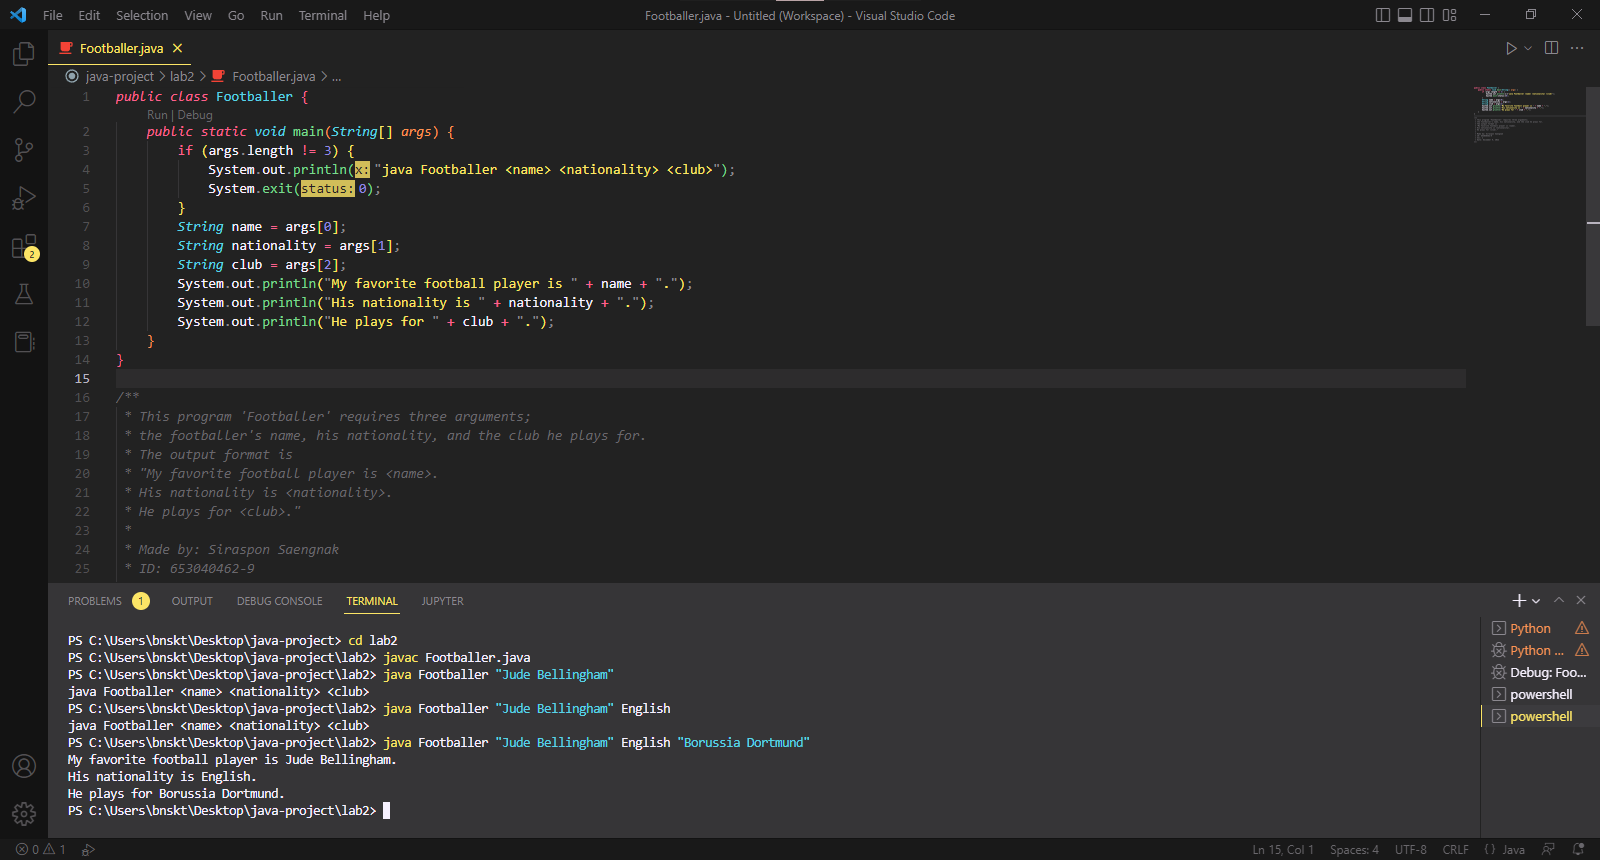 File Edit Selection View Go Run Terminal Help
Footballer.java - Untitled (Workspace) - Visual Studio Code
Footballer.java
java-project > lab2 > Footballer.java > ...
1 public class Footballer {
Run | Debug
2 public static void main(String[] args) {
3 if (args.length != 3) {
4 System.out.println(x: "java Footballer <name> <nationality> <club>");
5 System.exit(status: 0);
6 }
7 String name = args[0];
8 String nationality = args[1];
9 String club = args[2];
10 System.out.println("My favorite football player is " + name + ".");
11 System.out.println("His nationality is " + nationality + ".");
12 System.out.println("He plays for " + club + ".");
13 }
14 }
15
16 /**
17 * This program 'Footballer' requires three arguments;
18 * the footballer's name, his nationality, and the club he plays for.
19 * The output format is
20 * "My favorite football player is <name>.
21 * His nationality is <nationality>.
22 * He plays for <club>."
23 *
24 * Made by: Siraspon Saengnak
25 * ID: 653040462-9
2
PROBLEMS 1 OUTPUT DEBUG CONSOLE TERMINAL JUPYTER
PS C:\Users\bnskt\Desktop\java-project> cd lab2
PS C:\Users\bnskt\Desktop\java-project\lab2> javac Footballer.java
PS C:\Users\bnskt\Desktop\java-project\lab2> java Footballer "Jude Bellingham"
java Footballer <name> <nationality> <club>
PS C:\Users\bnskt\Desktop\java-project\lab2> java Footballer "Jude Bellingham" English
java Footballer <name> <nationality> <club>
PS C:\Users\bnskt\Desktop\java-project\lab2> java Footballer "Jude Bellingham" English "Borussia Dortmund"
My favorite football player is Jude Bellingham.
His nationality is English.
He plays for Borussia Dortmund.
PS C:\Users\bnskt\Desktop\java-project\lab2>
Python
Python ...
Debug: Foo...
powershell
powershell
0 1
Ln 15, Col 1 Spaces: 4 UTF-8 CRLF {} Java